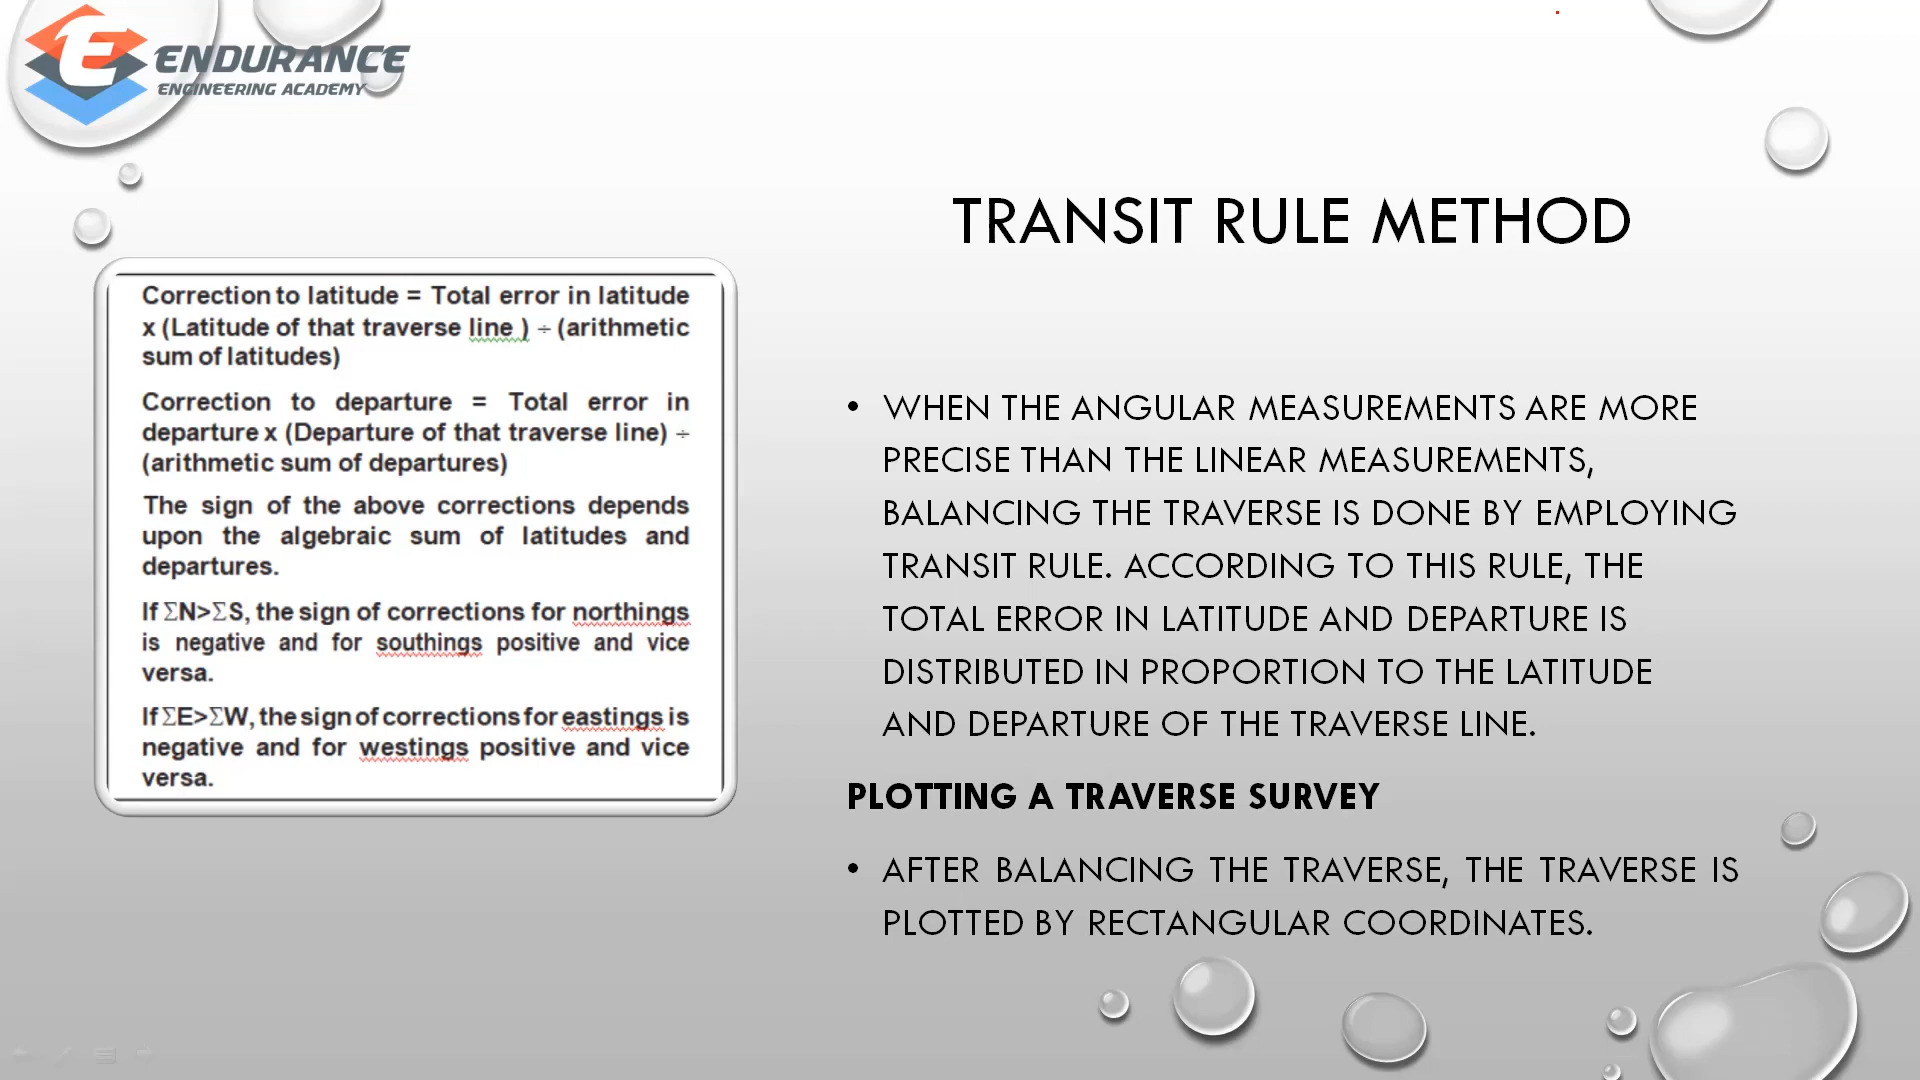 ENDURANCE
ENGINEERING ACADEMY
TRANSIT RULE METHOD
Correction to latitude = Total error in latitude
x (Latitude of that traverse line ) ÷ (arithmetic
sum of latitudes)
Correction to departure = Total error in
departure x (Departure of that traverse line) ÷
(arithmetic sum of departures)
The sign of the above corrections depends
upon the algebraic sum of latitudes and
departures.
If ΣN>ΣS, the sign of corrections for northings
is negative and for southings positive and vice
versa.
If ΣE>ΣW, the sign of corrections for eastings is
negative and for westings positive and vice
versa.
• WHEN THE ANGULAR MEASUREMENTS ARE MORE
PRECISE THAN THE LINEAR MEASUREMENTS,
BALANCING THE TRAVERSE IS DONE BY EMPLOYING
TRANSIT RULE. ACCORDING TO THIS RULE, THE
TOTAL ERROR IN LATITUDE AND DEPARTURE IS
DISTRIBUTED IN PROPORTION TO THE LATITUDE
AND DEPARTURE OF THE TRAVERSE LINE.
PLOTTING A TRAVERSE SURVEY
• AFTER BALANCING THE TRAVERSE, THE TRAVERSE IS
PLOTTED BY RECTANGULAR COORDINATES.